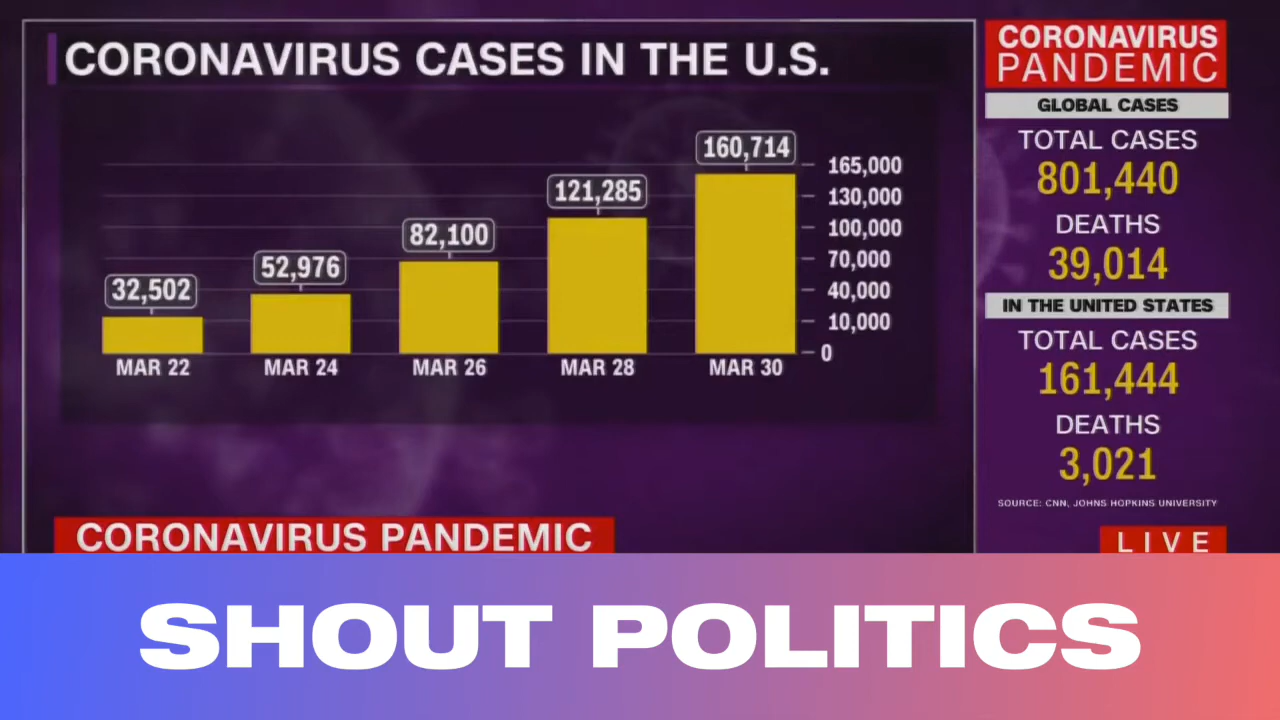 CORONAVIRUS CASES IN THE U.S.
160,714
121,285
82,100
52,976
32,502
165,000
130,000
100,000
70,000
40,000
10,000
0
MAR 22 MAR 24 MAR 26 MAR 28 MAR 30
CORONAVIRUS PANDEMIC
CORONAVIRUS
PANDEMIC
GLOBAL CASES
TOTAL CASES
801,440
DEATHS
39,014
IN THE UNITED STATES
TOTAL CASES
161,444
DEATHS
3,021
SOURCE: CNN, JOHNS HOPKINS UNIVERSITY
LIVE
SHOUT POLITICS